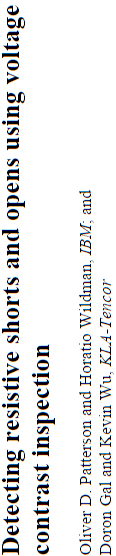 Detecting resistive shorts and opens using voltage
contrast inspection
Oliver D. Patterson and Horatio Wildman, IBM; and
Doron Gal and Kevin Wu, KLA-Tencor